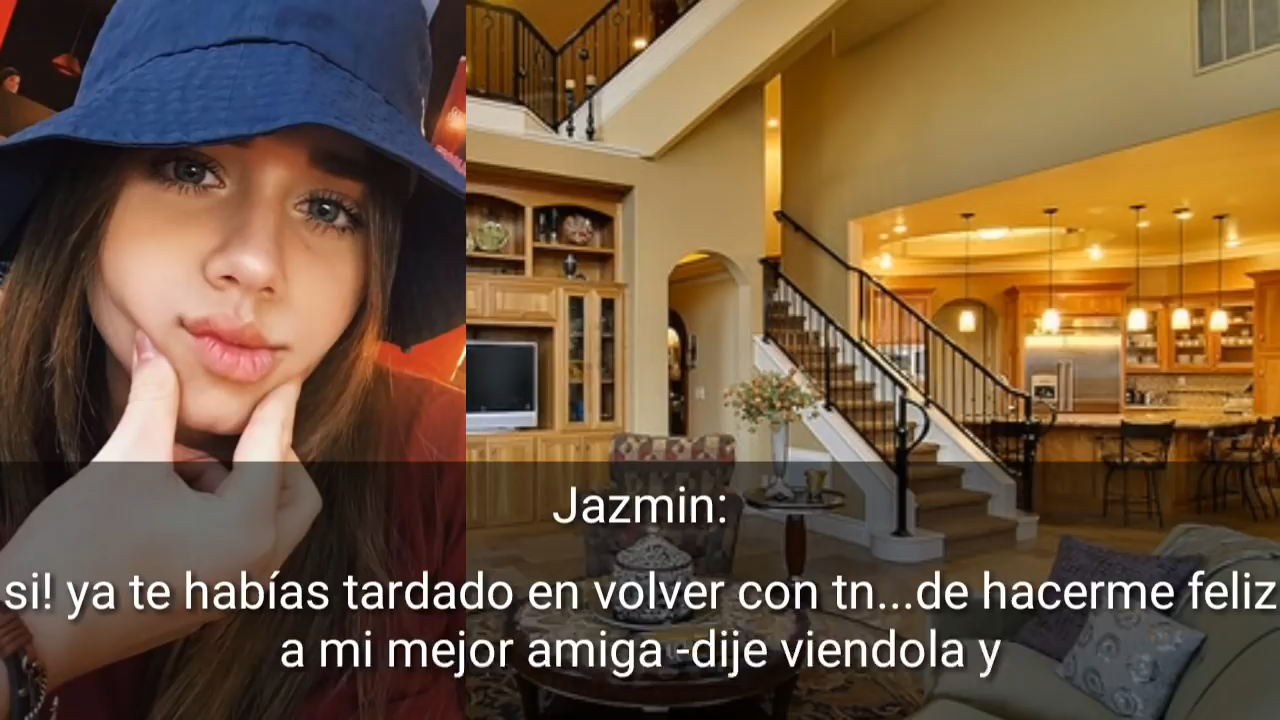 Jazmin:
si! ya te habías tardado en volver con tn...de hacerme feliz
a mi mejor amiga -dije viendola y